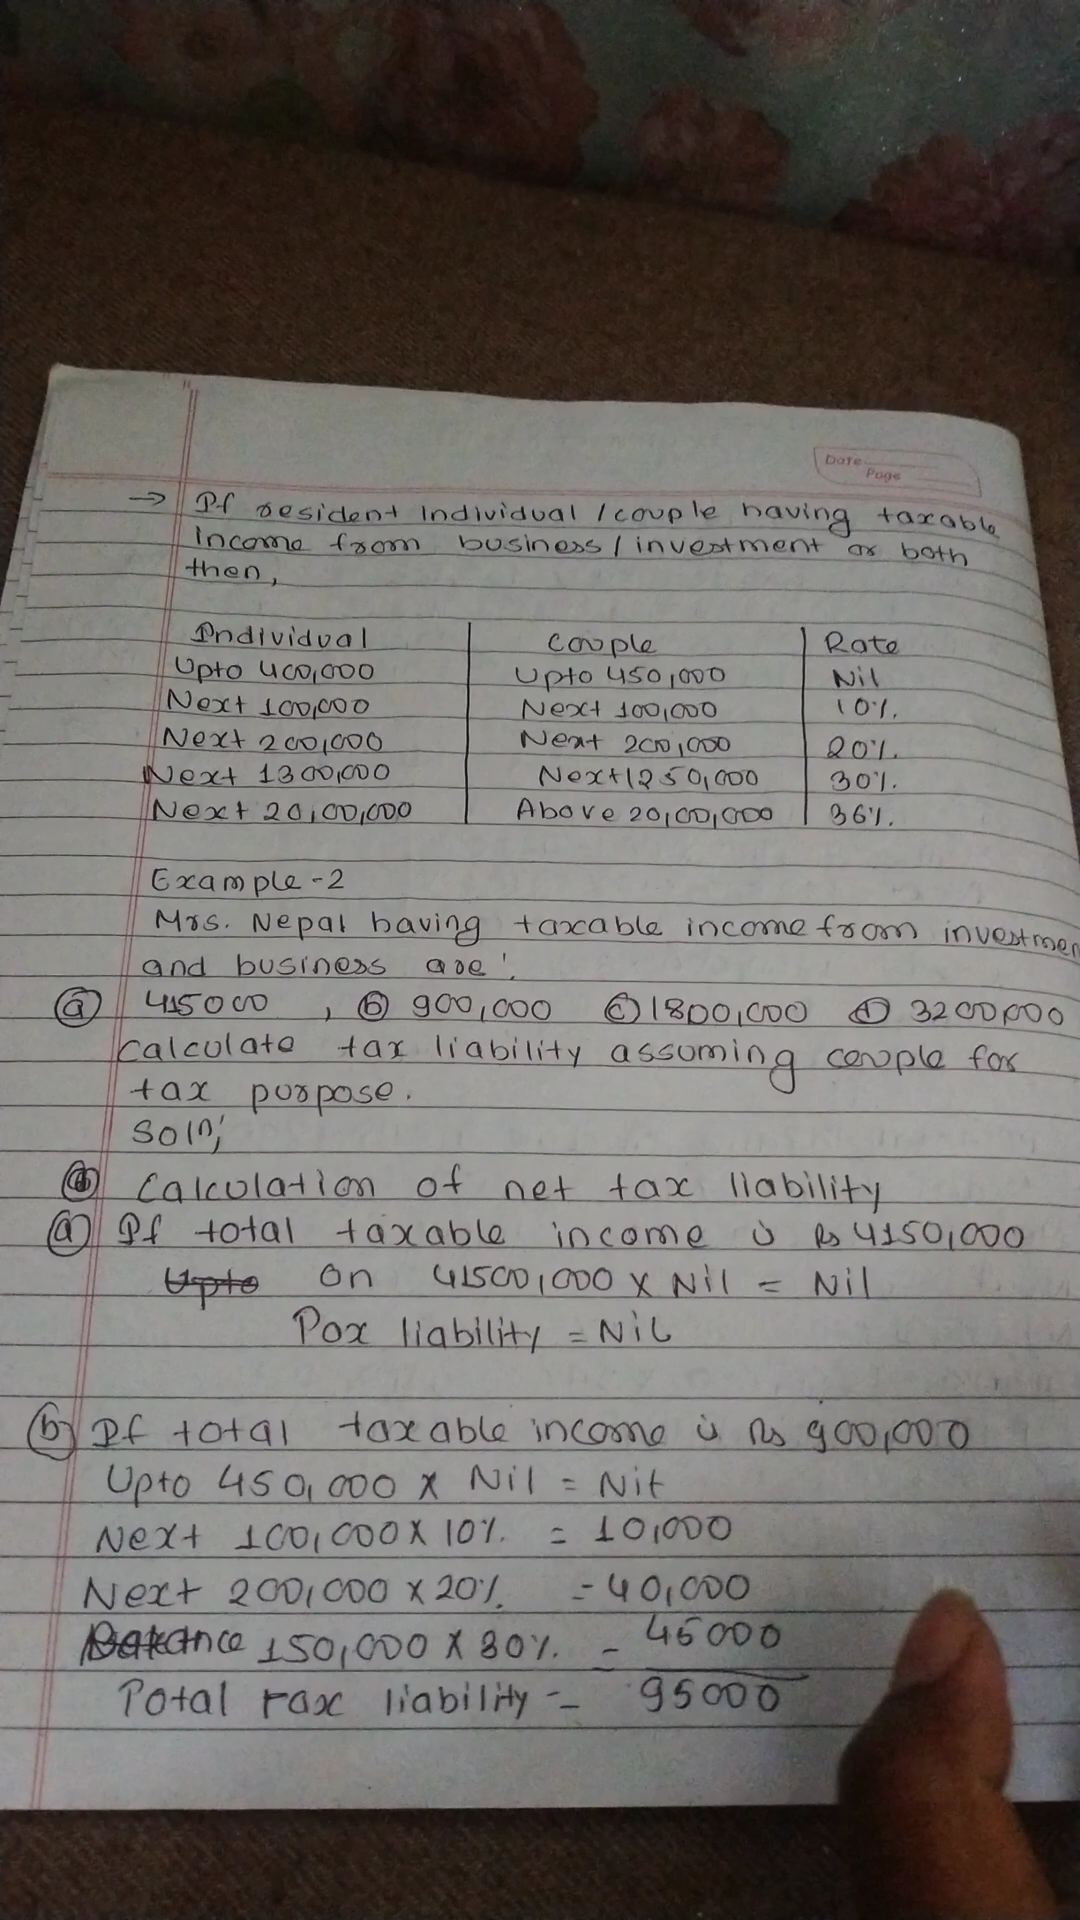 Date
Page
→ If resident individual / couple having taxable
income from business / investment or both
then,
Individual Couple Rate
Upto 400,000 Upto 450,000 Nil
Next 100,000 Next 100,000 10%.
Next 200,000 Next 200,000 20%.
Next 1300,000 Next 1250,000 30%.
Next 20,00,000 Above 20,00,000 36%.
Example - 2
Mrs. Nepal having taxable income from investmen
and business are:
(a) 415000 , (b) 900,000 (c) 1800,000 (d) 3200,000
Calculate tax liability assuming couple for
tax purpose.
Soln;
Calculation of net tax liability
(a) If total taxable income is Rs 4150,000
Upto on 41500,000 x Nil = Nil
Tax liability = Nil
(b) If total taxable income is Rs 900,000
Upto 450,000 x Nil = Nil
Next 100,000 x 10%. = 10,000
Next 200,000 x 20%. = 40,000
Balance 150,000 x 30%. = 45000
Total Tax liability = 95000